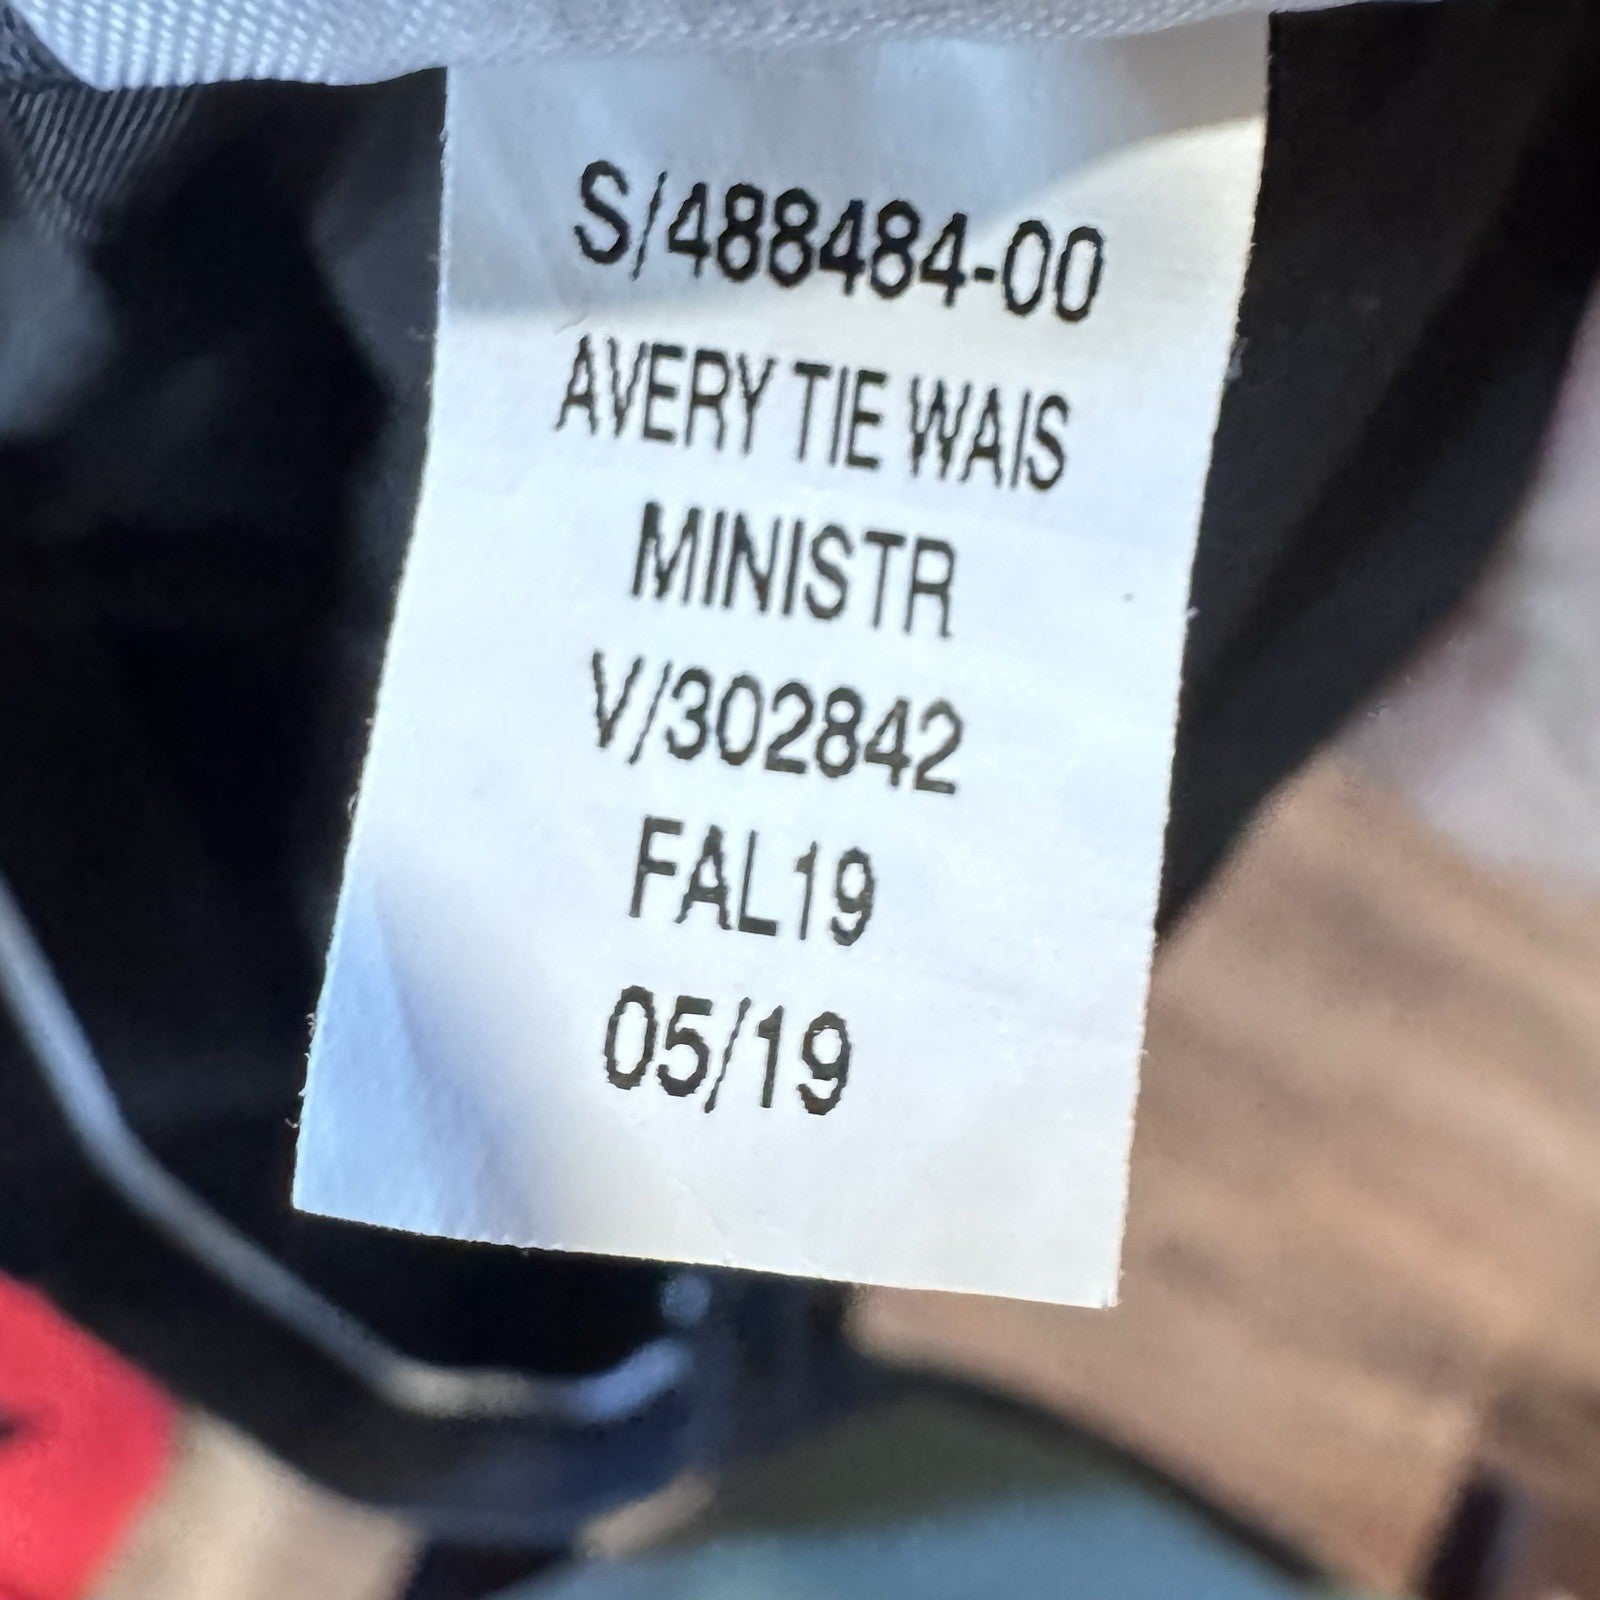 S/488484-00
AVERY TIE WAIS
MINISTR
V/302842
FAL19
05/19